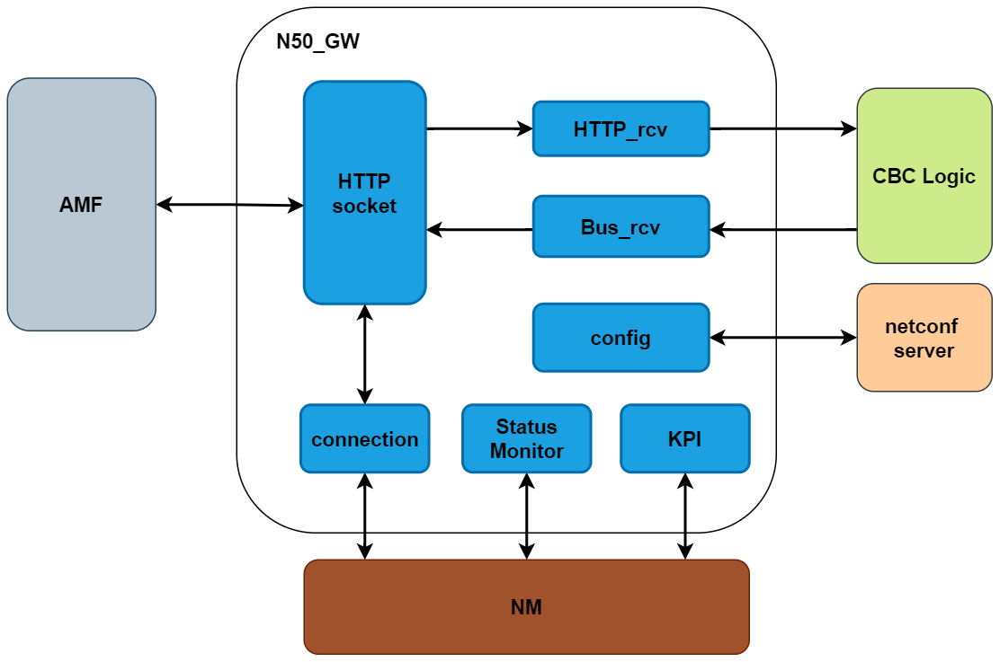 N50_GW
AMF
HTTP
socket
HTTP_rcv
CBC Logic
Bus_rcv
config
netconf
server
connection
Status
Monitor
KPI
NM